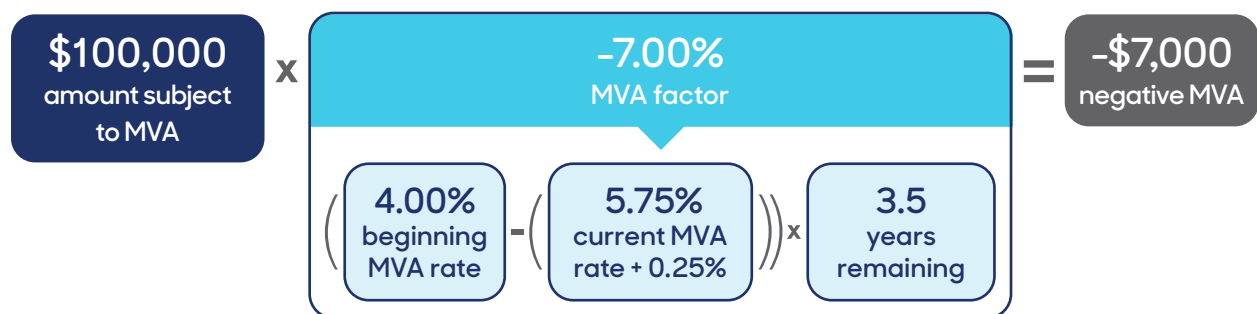 $100,000
amount subject
to MVA
x
-7.00%
MVA factor
=
-$7,000
negative MVA
(
4.00%
beginning
MVA rate
-
(
5.75%
current MVA
rate + 0.25%
))
x
3.5
years
remaining